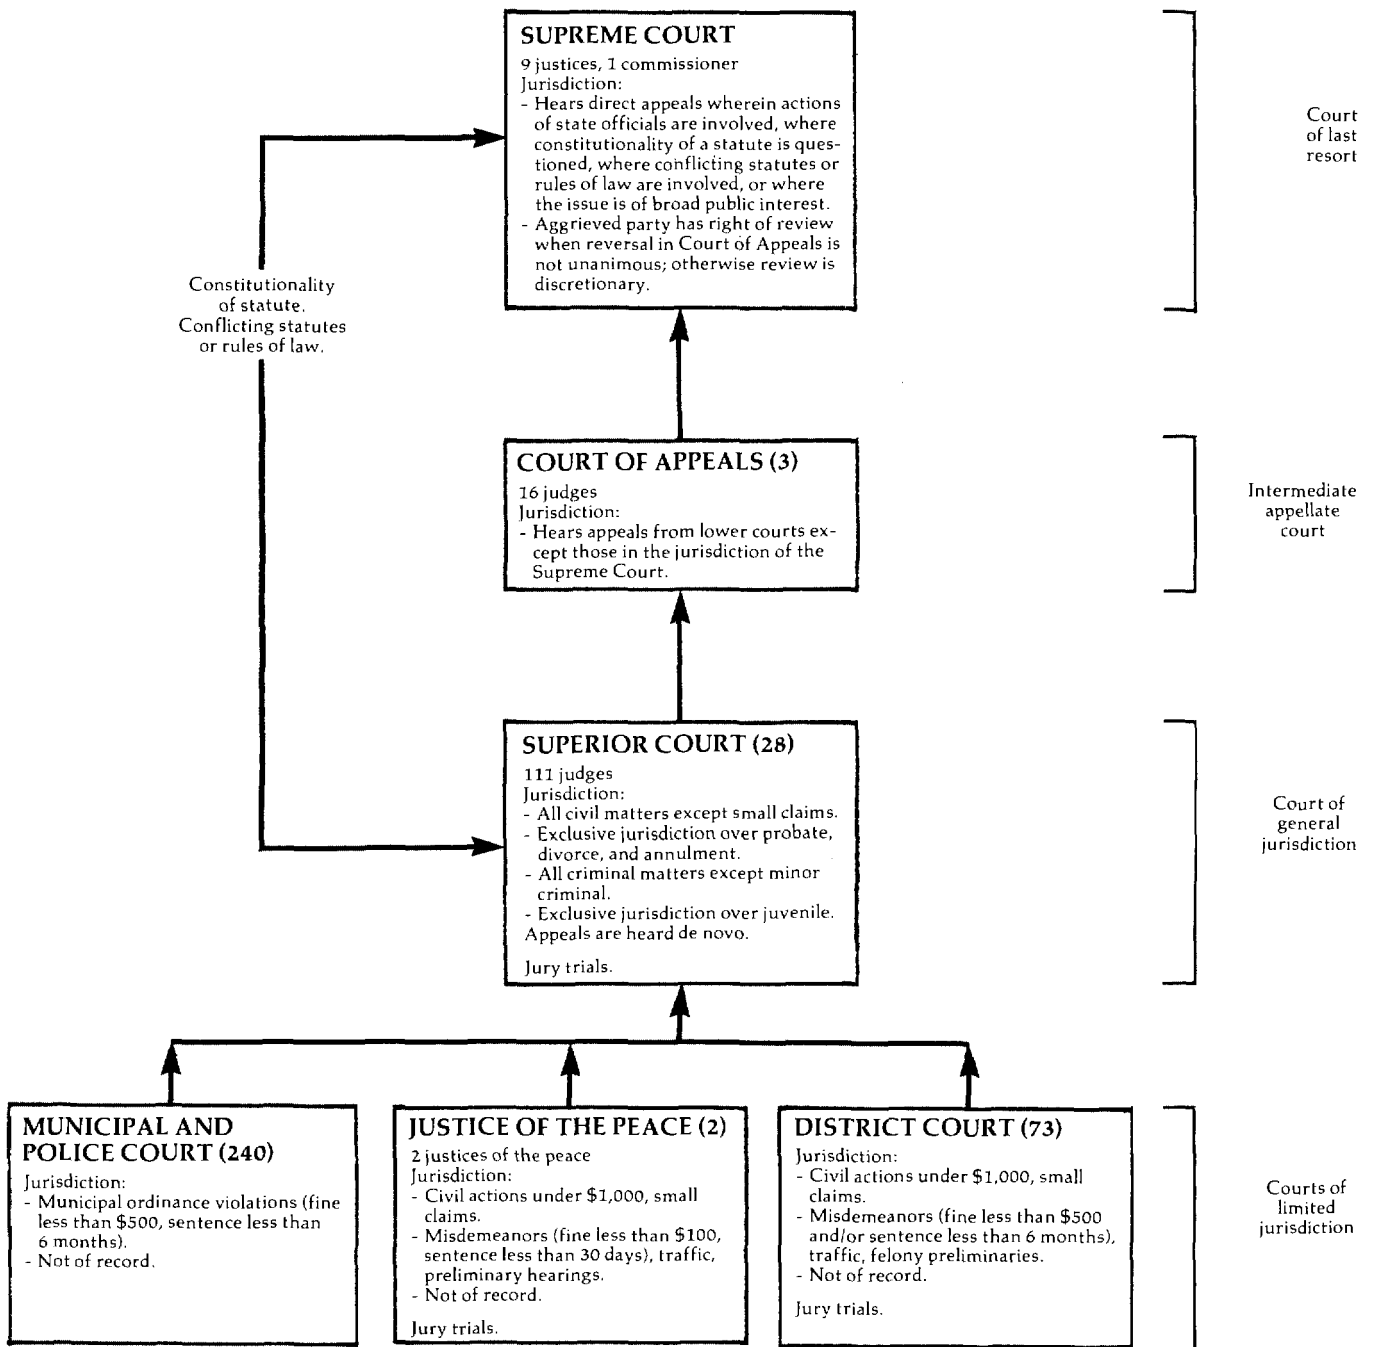 SUPREME COURT
9 justices, 1 commissioner
Jurisdiction:
- Hears direct appeals wherein actions
of state officials are involved, where
constitutionality of a statute is ques-
tioned, where conflicting statutes or
rules of law are involved, or where
the issue is of broad public interest.
- Aggrieved party has right of review
when reversal in Court of Appeals is
not unanimous; otherwise review is
discretionary.
Court
of last
resort
Constitutionality
of statute.
Conflicting statutes
or rules of law.
COURT OF APPEALS (3)
16 judges
Jurisdiction:
- Hears appeals from lower courts ex-
cept those in the jurisdiction of the
Supreme Court.
Intermediate
appellate
court
SUPERIOR COURT (28)
111 judges
Jurisdiction:
- All civil matters except small claims.
- Exclusive jurisdiction over probate,
divorce, and annulment.
- All criminal matters except minor
criminal.
- Exclusive jurisdiction over juvenile.
Appeals are heard de novo.
Jury trials.
Court of
general
jurisdiction
MUNICIPAL AND
POLICE COURT (240)
Jurisdiction:
- Municipal ordinance violations (fine
less than $500, sentence less than
6 months).
- Not of record.
JUSTICE OF THE PEACE (2)
2 justices of the peace
Jurisdiction:
- Civil actions under $1,000, small
claims.
- Misdemeanors (fine less than $100,
sentence less than 30 days), traffic,
preliminary hearings.
- Not of record.
Jury trials.
DISTRICT COURT (73)
Jurisdiction:
- Civil actions under $1,000, small
claims.
- Misdemeanors (fine less than $500
and/or sentence less than 6 months),
traffic, felony preliminaries.
- Not of record.
Jury trials.
Courts of
limited
jurisdiction